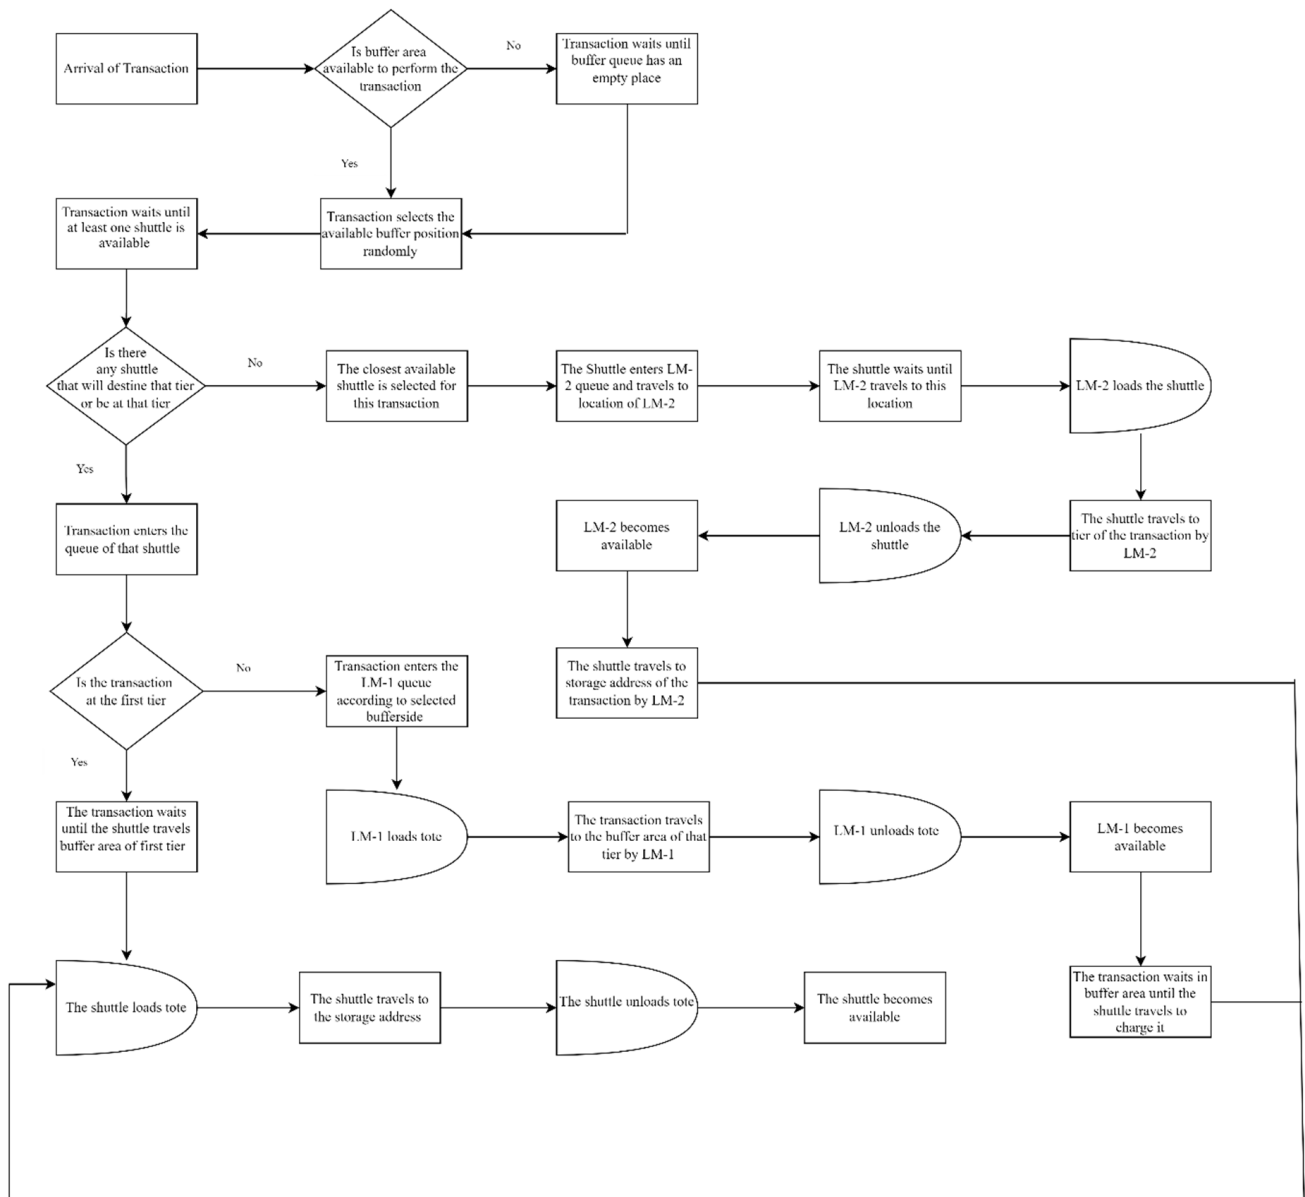 Arrival of Transaction
Is buffer area
available to perform the
transaction
No
Transaction waits until
buffer queue has an
empty place
Yes
Transaction waits until
at least one shuttle is
available
Transaction selects the
available buffer position
randomly
Is there
any shuttle
that will destine that tier
or be at that tier
No
The closest available
shuttle is selected for
this transaction
The Shuttle enters LM-
2 queue and travels to
location of LM-2
The shuttle waits until
LM-2 travels to this
location
LM-2 loads the shuttle
Yes
Transaction enters the
queue of that shuttle
LM-2 becomes
available
LM-2 unloads the
shuttle
The shuttle travels to
tier of the transaction by
LM-2
Is the transaction
at the first tier
No
Transaction enters the
LM-1 queue
according to selected
bufferside
The shuttle travels to
storage address of the
transaction by LM-2
Yes
The transaction waits
until the shuttle travels
buffer area of first tier
LM-1 loads tote
The transaction travels
to the buffer area of that
tier by LM-1
LM-1 unloads tote
LM-1 becomes
available
The shuttle loads tote
The shuttle travels to
the storage address
The shuttle unloads tote
The shuttle becomes
available
The transaction waits in
buffer area until the
shuttle travels to
charge it